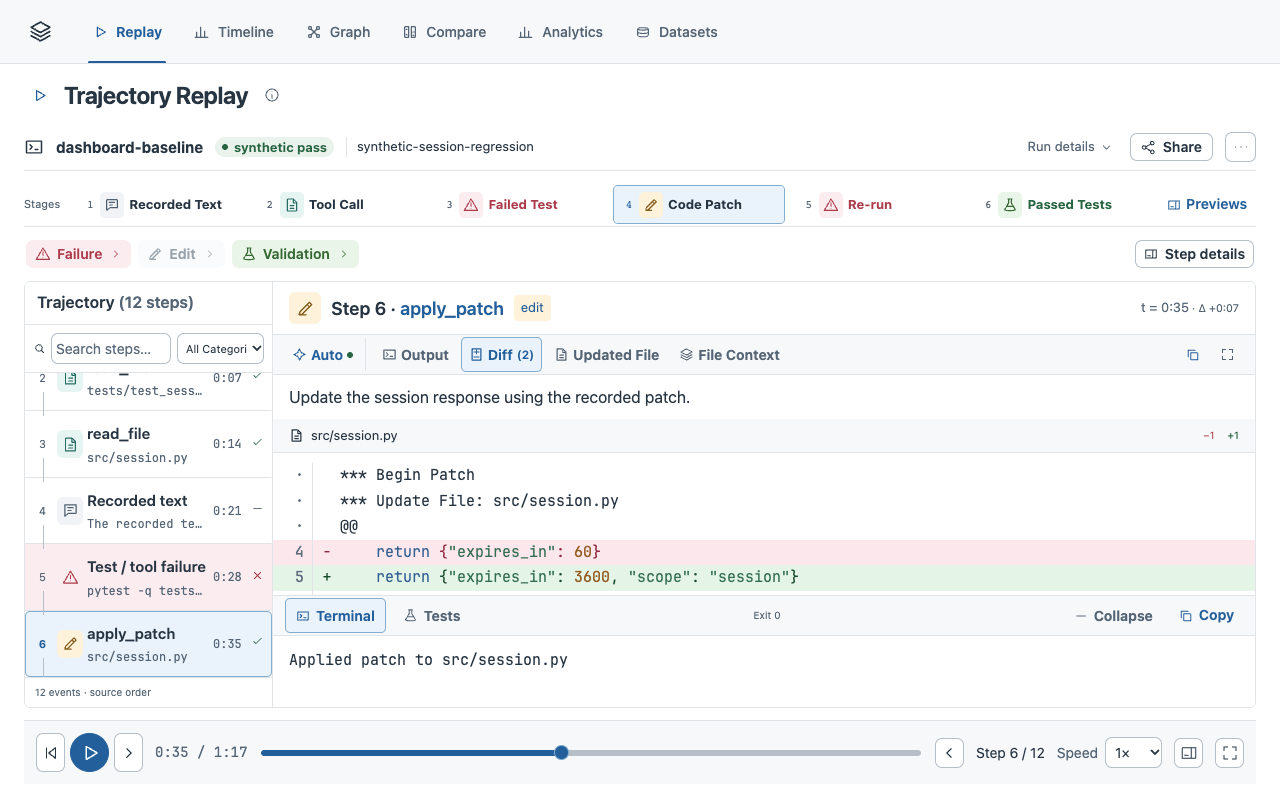 Replay
Timeline
Graph
Compare
Analytics
Datasets
Trajectory Replay
dashboard-baseline
synthetic pass
synthetic-session-regression
Run details
Share
Stages
1 Recorded Text
2 Tool Call
3 Failed Test
4 Code Patch
5 Re-run
6 Passed Tests
Previews
Failure
Edit
Validation
Step details
Trajectory (12 steps)
Search steps...
All Categori
2
0:07
tests/test_sess…
3
read_file
0:14
src/session.py
4
Recorded text
0:21
The recorded te…
5
Test / tool failure
0:28
pytest -q tests…
6
apply_patch
0:35
src/session.py
12 events · source order
Step 6 · apply_patch
edit
t = 0:35 · Δ +0:07
Auto
Output
Diff (2)
Updated File
File Context
Update the session response using the recorded patch.
src/session.py
−1 +1
· *** Begin Patch
· *** Update File: src/session.py
· @@
4 - return {"expires_in": 60}
5 + return {"expires_in": 3600, "scope": "session"}
Terminal
Tests
Exit 0
Collapse
Copy
Applied patch to src/session.py
0:35 / 1:17
Step 6 / 12
Speed
1×